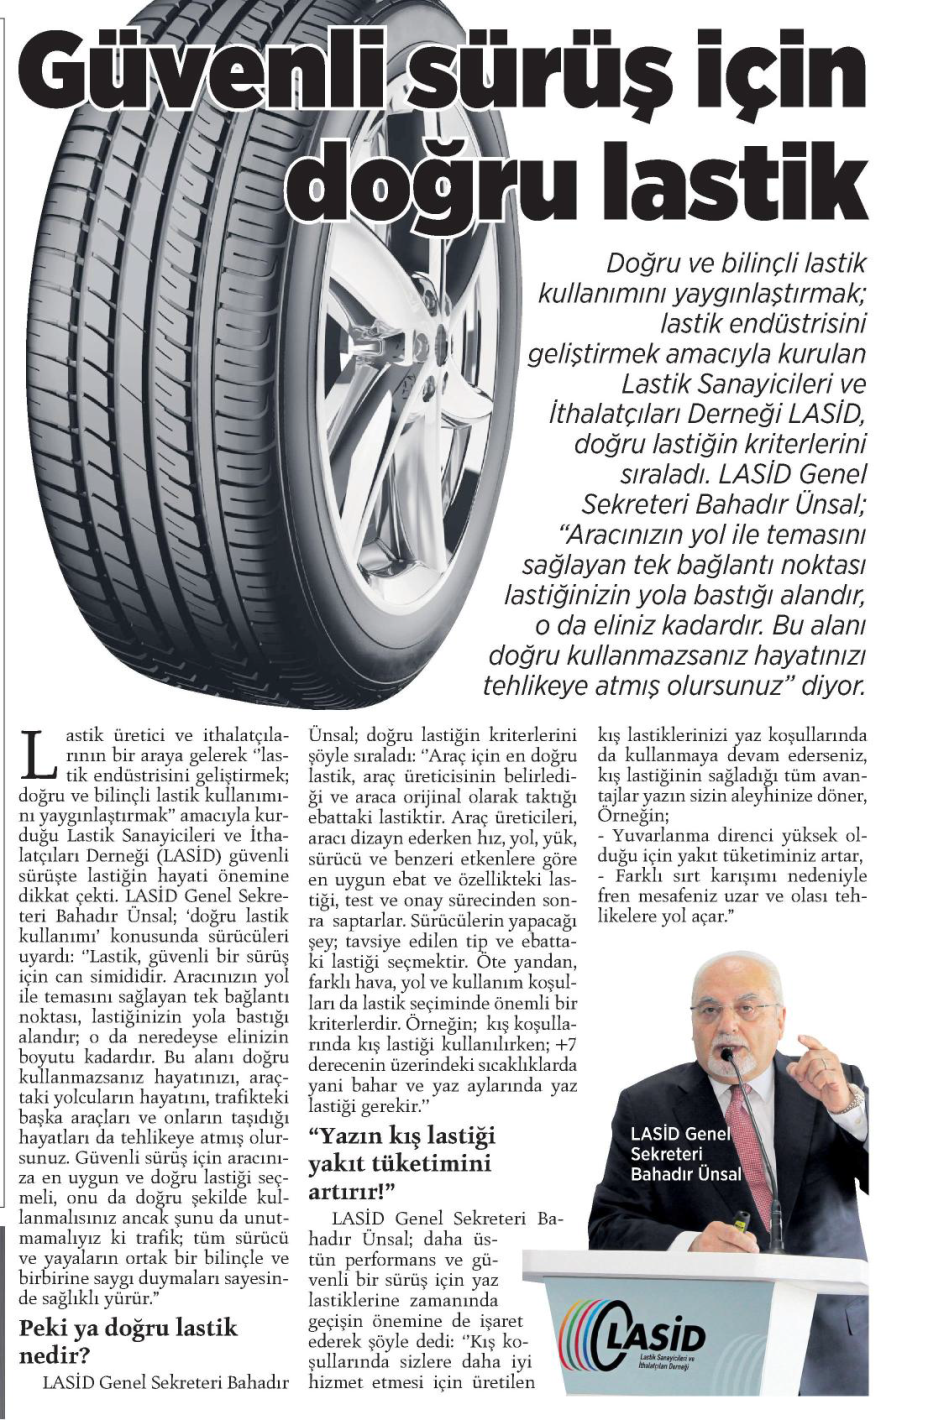 Güvenli sürüş için
doğru lastik
Doğru ve bilinçli lastik
kullanımını yaygınlaştırmak;
lastik endüstrisini
geliştirmek amacıyla kurulan
Lastik Sanayicileri ve
İthalatçıları Derneği LASİD,
doğru lastiğin kriterlerini
sıraladı. LASİD Genel
Sekreteri Bahadır Ünsal;
“Aracınızın yol ile temasını
sağlayan tek bağlantı noktası
lastiğinizin yola bastığı alandır,
o da eliniz kadardır. Bu alanı
doğru kullanmazsanız hayatınızı
tehlikeye atmış olursunuz” diyor.
Lastik üretici ve ithalatçıla-
rının bir araya gelerek ‘’las-
tik endüstrisini geliştirmek;
doğru ve bilinçli lastik kullanımı-
nı yaygınlaştırmak” amacıyla kur-
duğu Lastik Sanayicileri ve İtha-
latçıları Derneği (LASİD) güvenli
sürüşte lastiğin hayati önemine
dikkat çekti. LASİD Genel Sekre-
teri Bahadır Ünsal; ‘doğru lastik
kullanımı’ konusunda sürücüleri
uyardı: ‘’Lastik, güvenli bir sürüş
için can simididir. Aracınızın yol
ile temasını sağlayan tek bağlantı
noktası, lastiğinizin yola bastığı
alandır; o da neredeyse elinizin
boyutu kadardır. Bu alanı doğru
kullanmazsanız hayatınızı, araç-
taki yolcuların hayatını, trafikteki
başka araçları ve onların taşıdığı
hayatları da tehlikeye atmış olur-
sunuz. Güvenli sürüş için aracını-
za en uygun ve doğru lastiği seç-
meli, onu da doğru şekilde kul-
lanmalısınız ancak şunu da unut-
mamalıyız ki trafik; tüm sürücü
ve yayaların ortak bir bilinçle ve
birbirine saygı duymaları sayesin-
de sağlıklı yürür.”
Peki ya doğru lastik
nedir?
LASİD Genel Sekreteri Bahadır
Ünsal; doğru lastiğin kriterlerini
şöyle sıraladı: ‘’Araç için en doğru
lastik, araç üreticisinin belirledi-
ği ve araca orijinal olarak taktığı
ebattaki lastiktir. Araç üreticileri,
aracı dizayn ederken hız, yol, yük,
sürücü ve benzeri etkenlere göre
en uygun ebat ve özellikteki las-
tiği, test ve onay sürecinden son-
ra saptarlar. Sürücülerin yapacağı
şey; tavsiye edilen tip ve ebatta-
ki lastiği seçmektir. Öte yandan,
farklı hava, yol ve kullanım koşul-
ları da lastik seçiminde önemli bir
kriterlerdir. Örneğin; kış koşulla-
rında kış lastiği kullanılırken; +7
derecenin üzerindeki sıcaklıklarda
yani bahar ve yaz aylarında yaz
lastiği gerekir.’’
“Yazın kış lastiği
yakıt tüketimini
artırır!”
LASİD Genel Sekreteri Ba-
hadır Ünsal; daha üs-
tün performans ve gü-
venli bir sürüş için yaz
lastiklerine zamanında
geçişin önemine de işaret
ederek şöyle dedi: ‘’Kış ko-
şullarında sizlere daha iyi
hizmet etmesi için üretilen
kış lastiklerinizi yaz koşullarında
da kullanmaya devam ederseniz,
kış lastiğinin sağladığı tüm avan-
tajlar yazın sizin aleyhinize döner,
Örneğin;
- Yuvarlanma direnci yüksek ol-
duğu için yakıt tüketiminiz artar,
- Farklı sırt karışımı nedeniyle
fren mesafeniz uzar ve olası teh-
likelere yol açar.”
LASİD Genel
Sekreteri
Bahadır Ünsal
LASİD
Lastik Sanayicileri ve
İthalatçıları Derneği